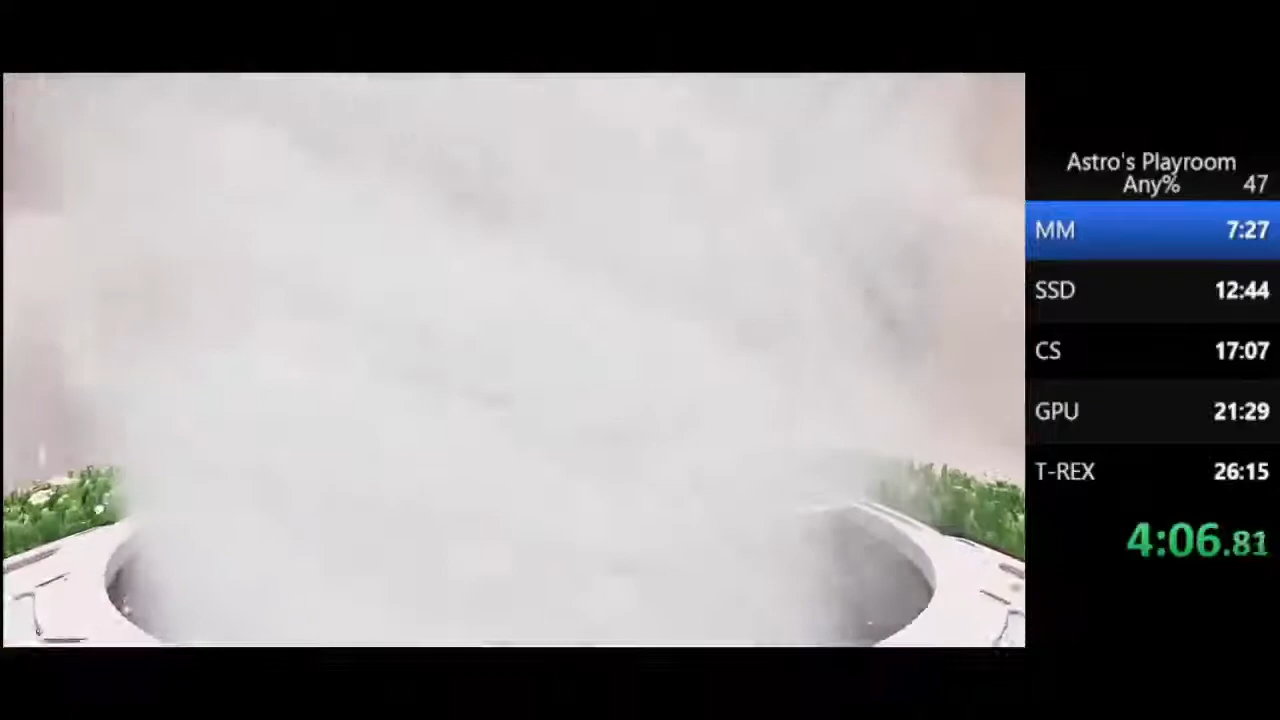 Astro's Playroom
Any% 47
MM 7:27
SSD 12:44
CS 17:07
GPU 21:29
T-REX 26:15
4:06.81